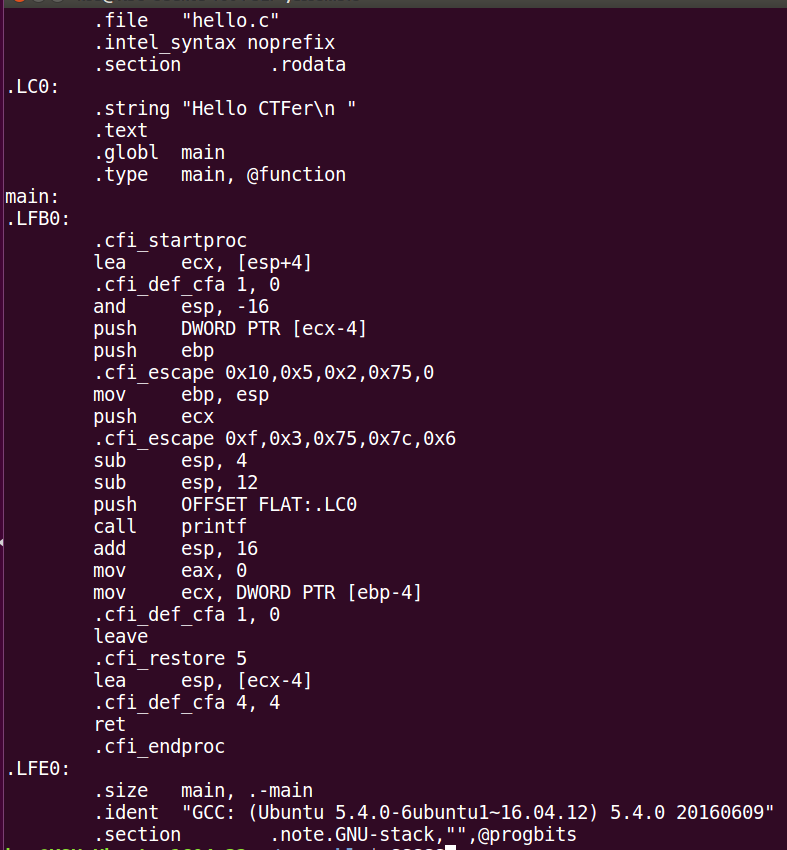 .file "hello.c"
.intel_syntax noprefix
.section .rodata
.LC0:
.string "Hello CTFer\n "
.text
.globl main
.type main, @function
main:
.LFB0:
.cfi_startproc
lea ecx, [esp+4]
.cfi_def_cfa 1, 0
and esp, -16
push DWORD PTR [ecx-4]
push ebp
.cfi_escape 0x10,0x5,0x2,0x75,0
mov ebp, esp
push ecx
.cfi_escape 0xf,0x3,0x75,0x7c,0x6
sub esp, 4
sub esp, 12
push OFFSET FLAT:.LC0
call printf
add esp, 16
mov eax, 0
mov ecx, DWORD PTR [ebp-4]
.cfi_def_cfa 1, 0
leave
.cfi_restore 5
lea esp, [ecx-4]
.cfi_def_cfa 4, 4
ret
.cfi_endproc
.LFE0:
.size main, .-main
.ident "GCC: (Ubuntu 5.4.0-6ubuntu1~16.04.12) 5.4.0 20160609"
.section .note.GNU-stack,"",@progbits